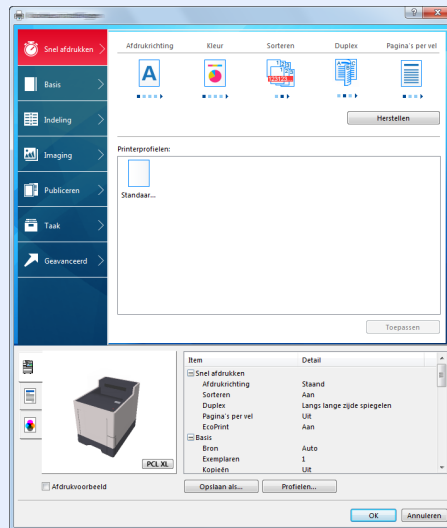 Snel afdrukken
Basis
Indeling
Imaging
Publiceren
Taak
Geavanceerd
Afdrukrichting Kleur Sorteren Duplex Pagina's per vel
A
123123
Herstellen
Printerprofielen:
Standaar...
Toepassen
PCL XL
Afdrukvoorbeeld
Item Detail
Snel afdrukken
Afdrukrichting Staand
Sorteren Aan
Duplex Langs lange zijde spiegelen
Pagina's per vel Uit
EcoPrint Aan
Basis
Bron Auto
Exemplaren 1
Kopieën Uit
Opslaan als... Profielen...
OK Annuleren